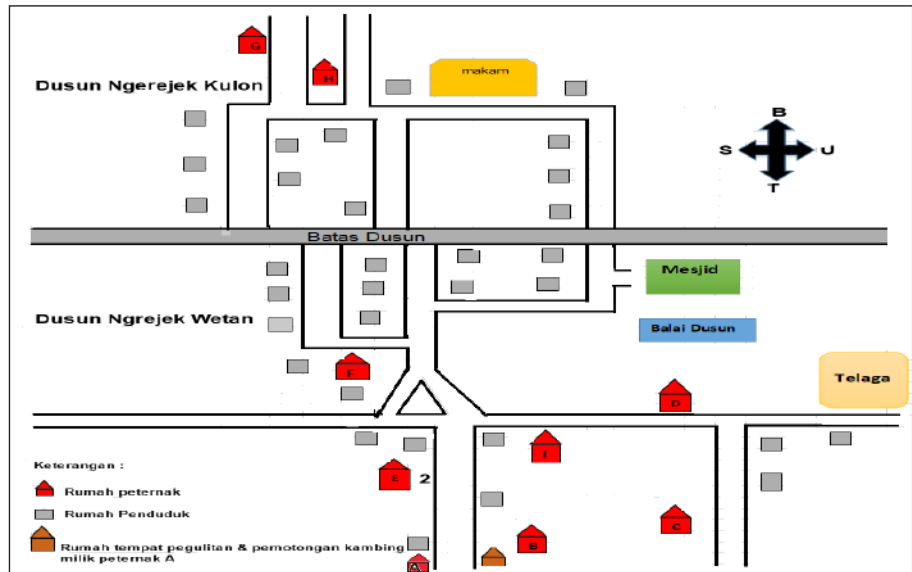 G
H
makam
Dusun Ngerejek Kulon
B
S
U
T
Batas Dusun
Mesjid
Dusun Ngrejek Wetan
Balai Dusun
F
Telaga
D
I
E
2
Keterangan :
Rumah peternak
Rumah Penduduk
C
B
Rumah tempat pegulitan & pemotongan kambing
milik peternak A
A